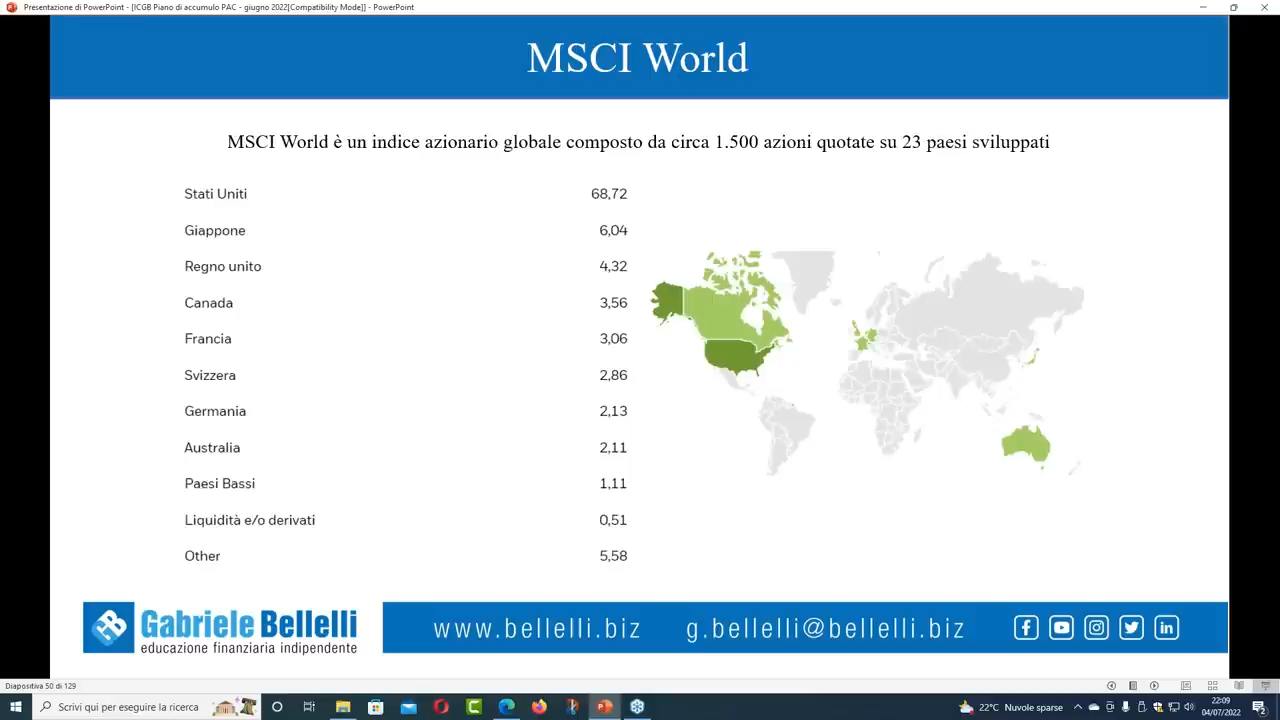 Presentazione di PowerPoint - [ICGB Piano di accumulo PAC - giugno 2022[Compatibility Mode]] - PowerPoint
MSCI World
MSCI World è un indice azionario globale composto da circa 1.500 azioni quotate su 23 paesi sviluppati
Stati Uniti 68,72
Giappone 6,04
Regno unito 4,32
Canada 3,56
Francia 3,06
Svizzera 2,86
Germania 2,13
Australia 2,11
Paesi Bassi 1,11
Liquidità e/o derivati 0,51
Other 5,58
Gabriele Bellelli
educazione finanziaria indipendente
www.bellelli.biz g.bellelli@bellelli.biz
Diapositiva 50 di 129
Scrivi qui per eseguire la ricerca
22°C Nuvole sparse
22:09
04/07/2022
2